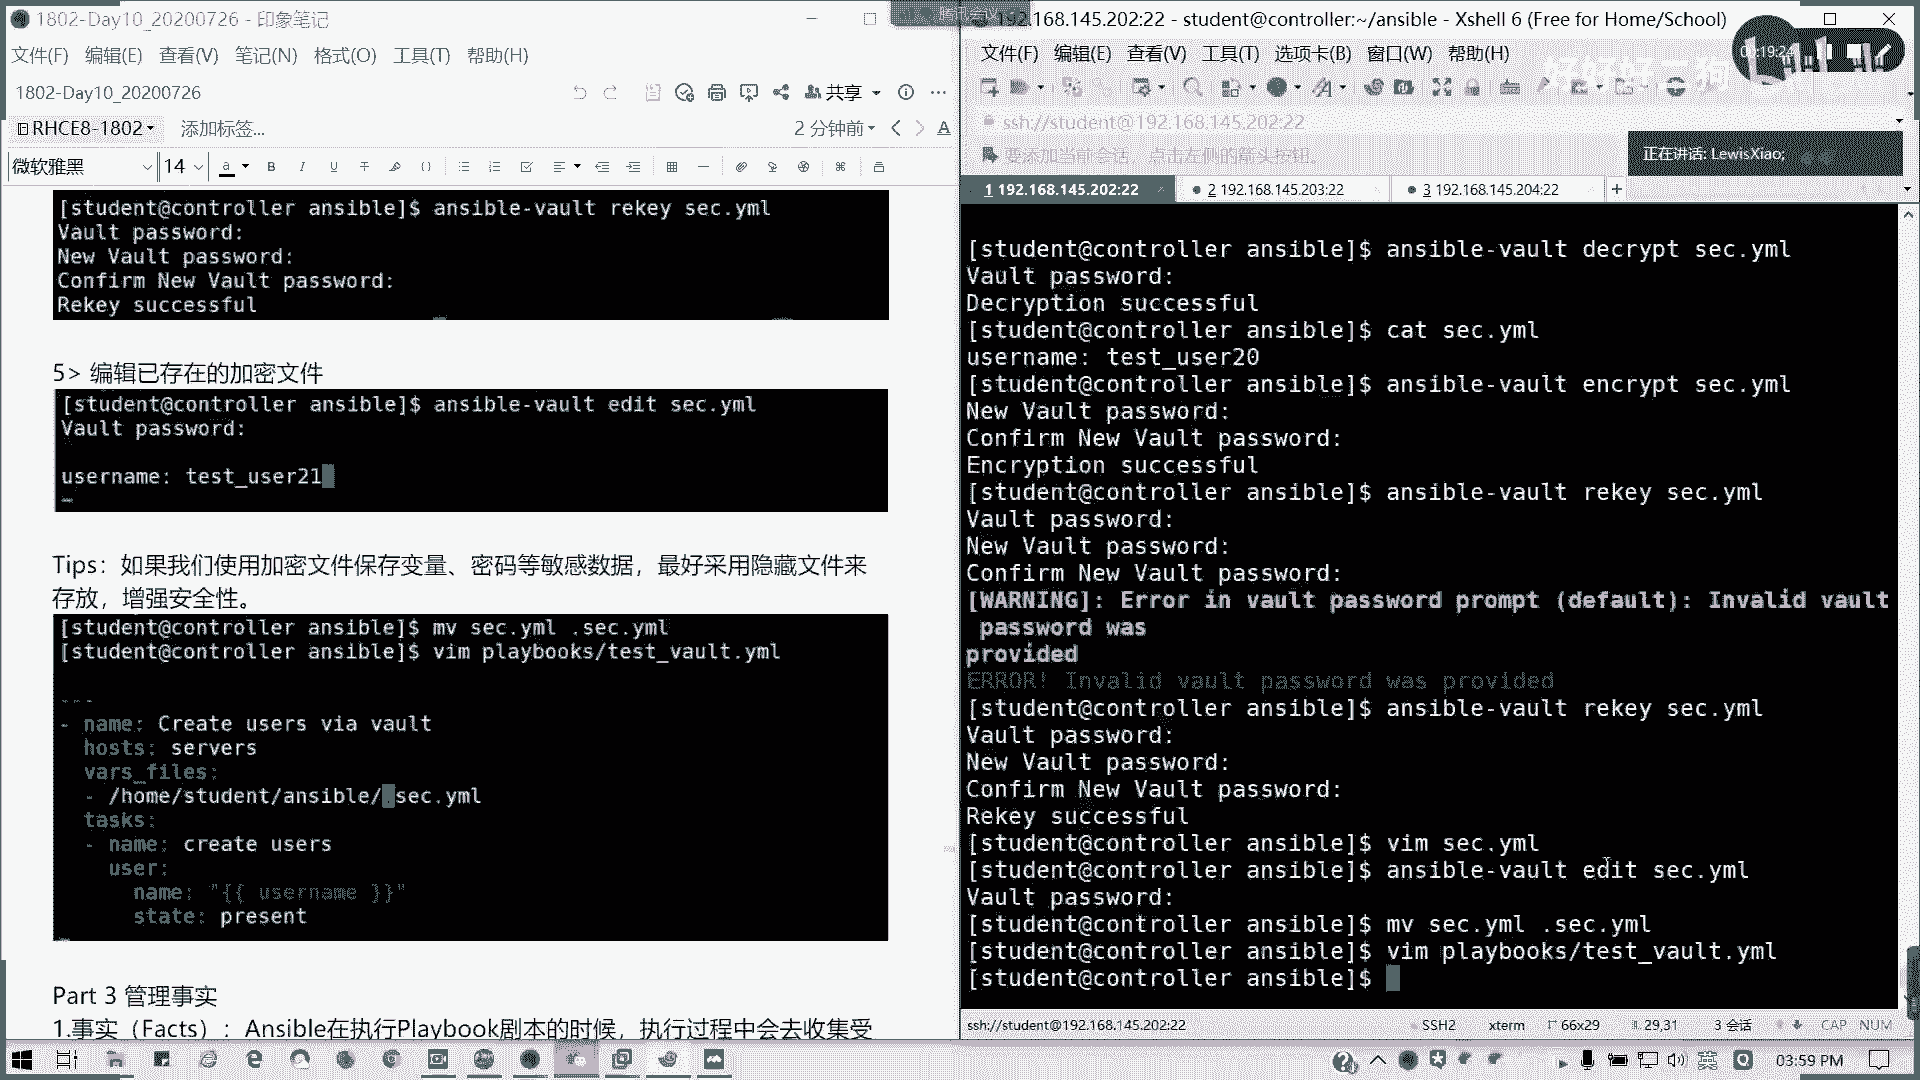 1802-Day10_20200726 - 印象笔记
文件(F) 编辑(E) 查看(V) 笔记(N) 格式(O) 工具(T) 帮助(H)
1802-Day10_20200726
共享
RHCE8-1802
添加标签...
2 分钟前
微软雅黑
14
[student@controller ansible]$ ansible-vault rekey sec.yml
Vault password:
New Vault password:
Confirm New Vault password:
Rekey successful
5> 编辑已存在的加密文件
[student@controller ansible]$ ansible-vault edit sec.yml
Vault password:
username: test_user21
Tips：如果我们使用加密文件保存变量、密码等敏感数据，最好采用隐藏文件来
存放，增强安全性。
[student@controller ansible]$ mv sec.yml .sec.yml
[student@controller ansible]$ vim playbooks/test_vault.yml
---
- name: Create users via vault
hosts: servers
vars_files:
- /home/student/ansible/.sec.yml
tasks:
- name: create users
user:
name: "{{ username }}"
state: present
Part 3 管理事实
1.事实（Facts）：Ansible在执行Playbook剧本的时候，执行过程中会去收集受
192.168.145.202:22 - student@controller:~/ansible - Xshell 6 (Free for Home/School)
文件(F) 编辑(E) 查看(V) 工具(T) 选项卡(B) 窗口(W) 帮助(H)
ssh://student@192.168.145.202:22
要添加当前会话，点击左侧的箭头按钮。
正在讲话: LewisXiao;
1 192.168.145.202:22
2 192.168.145.203:22
3 192.168.145.204:22
[student@controller ansible]$ ansible-vault decrypt sec.yml
Vault password:
Decryption successful
[student@controller ansible]$ cat sec.yml
username: test_user20
[student@controller ansible]$ ansible-vault encrypt sec.yml
New Vault password:
Confirm New Vault password:
Encryption successful
[student@controller ansible]$ ansible-vault rekey sec.yml
Vault password:
New Vault password:
Confirm New Vault password:
[WARNING]: Error in vault password prompt (default): Invalid vault
password was
provided
ERROR! Invalid vault password was provided
[student@controller ansible]$ ansible-vault rekey sec.yml
Vault password:
New Vault password:
Confirm New Vault password:
Rekey successful
[student@controller ansible]$ vim sec.yml
[student@controller ansible]$ ansible-vault edit sec.yml
Vault password:
[student@controller ansible]$ mv sec.yml .sec.yml
[student@controller ansible]$ vim playbooks/test_vault.yml
[student@controller ansible]$
ssh://student@192.168.145.202:22
SSH2
xterm
66x29
29,31
3 会话
CAP NUM
英
03:59 PM